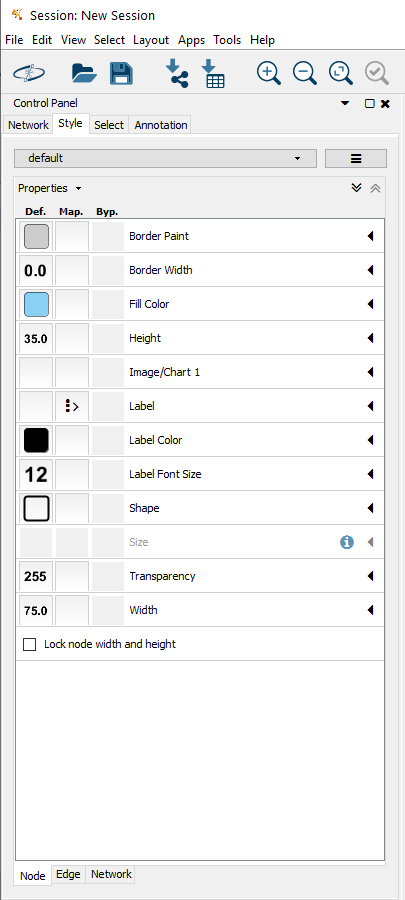 Session: New Session
File Edit View Select Layout Apps Tools Help
Control Panel
Network Style Select Annotation
default
Properties
Def. Map. Byp.
Border Paint
0.0 Border Width
Fill Color
35.0 Height
Image/Chart 1
Label
Label Color
12 Label Font Size
Shape
Size
255 Transparency
75.0 Width
Lock node width and height
Node Edge Network